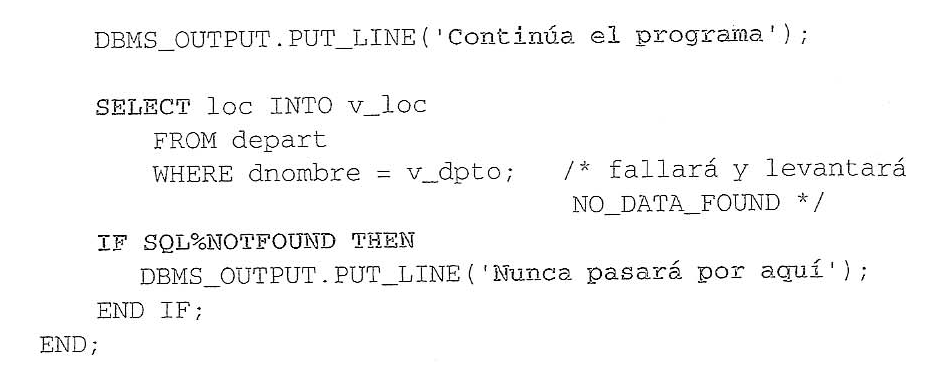 DBMS_OUTPUT.PUT_LINE('Continúa el programa');
SELECT loc INTO v_loc
FROM depart
WHERE dnombre = v_dpto; /* fallará y levantará
NO_DATA_FOUND */
IF SQL%NOTFOUND THEN
DBMS_OUTPUT.PUT_LINE('Nunca pasará por aquí');
END IF;
END;